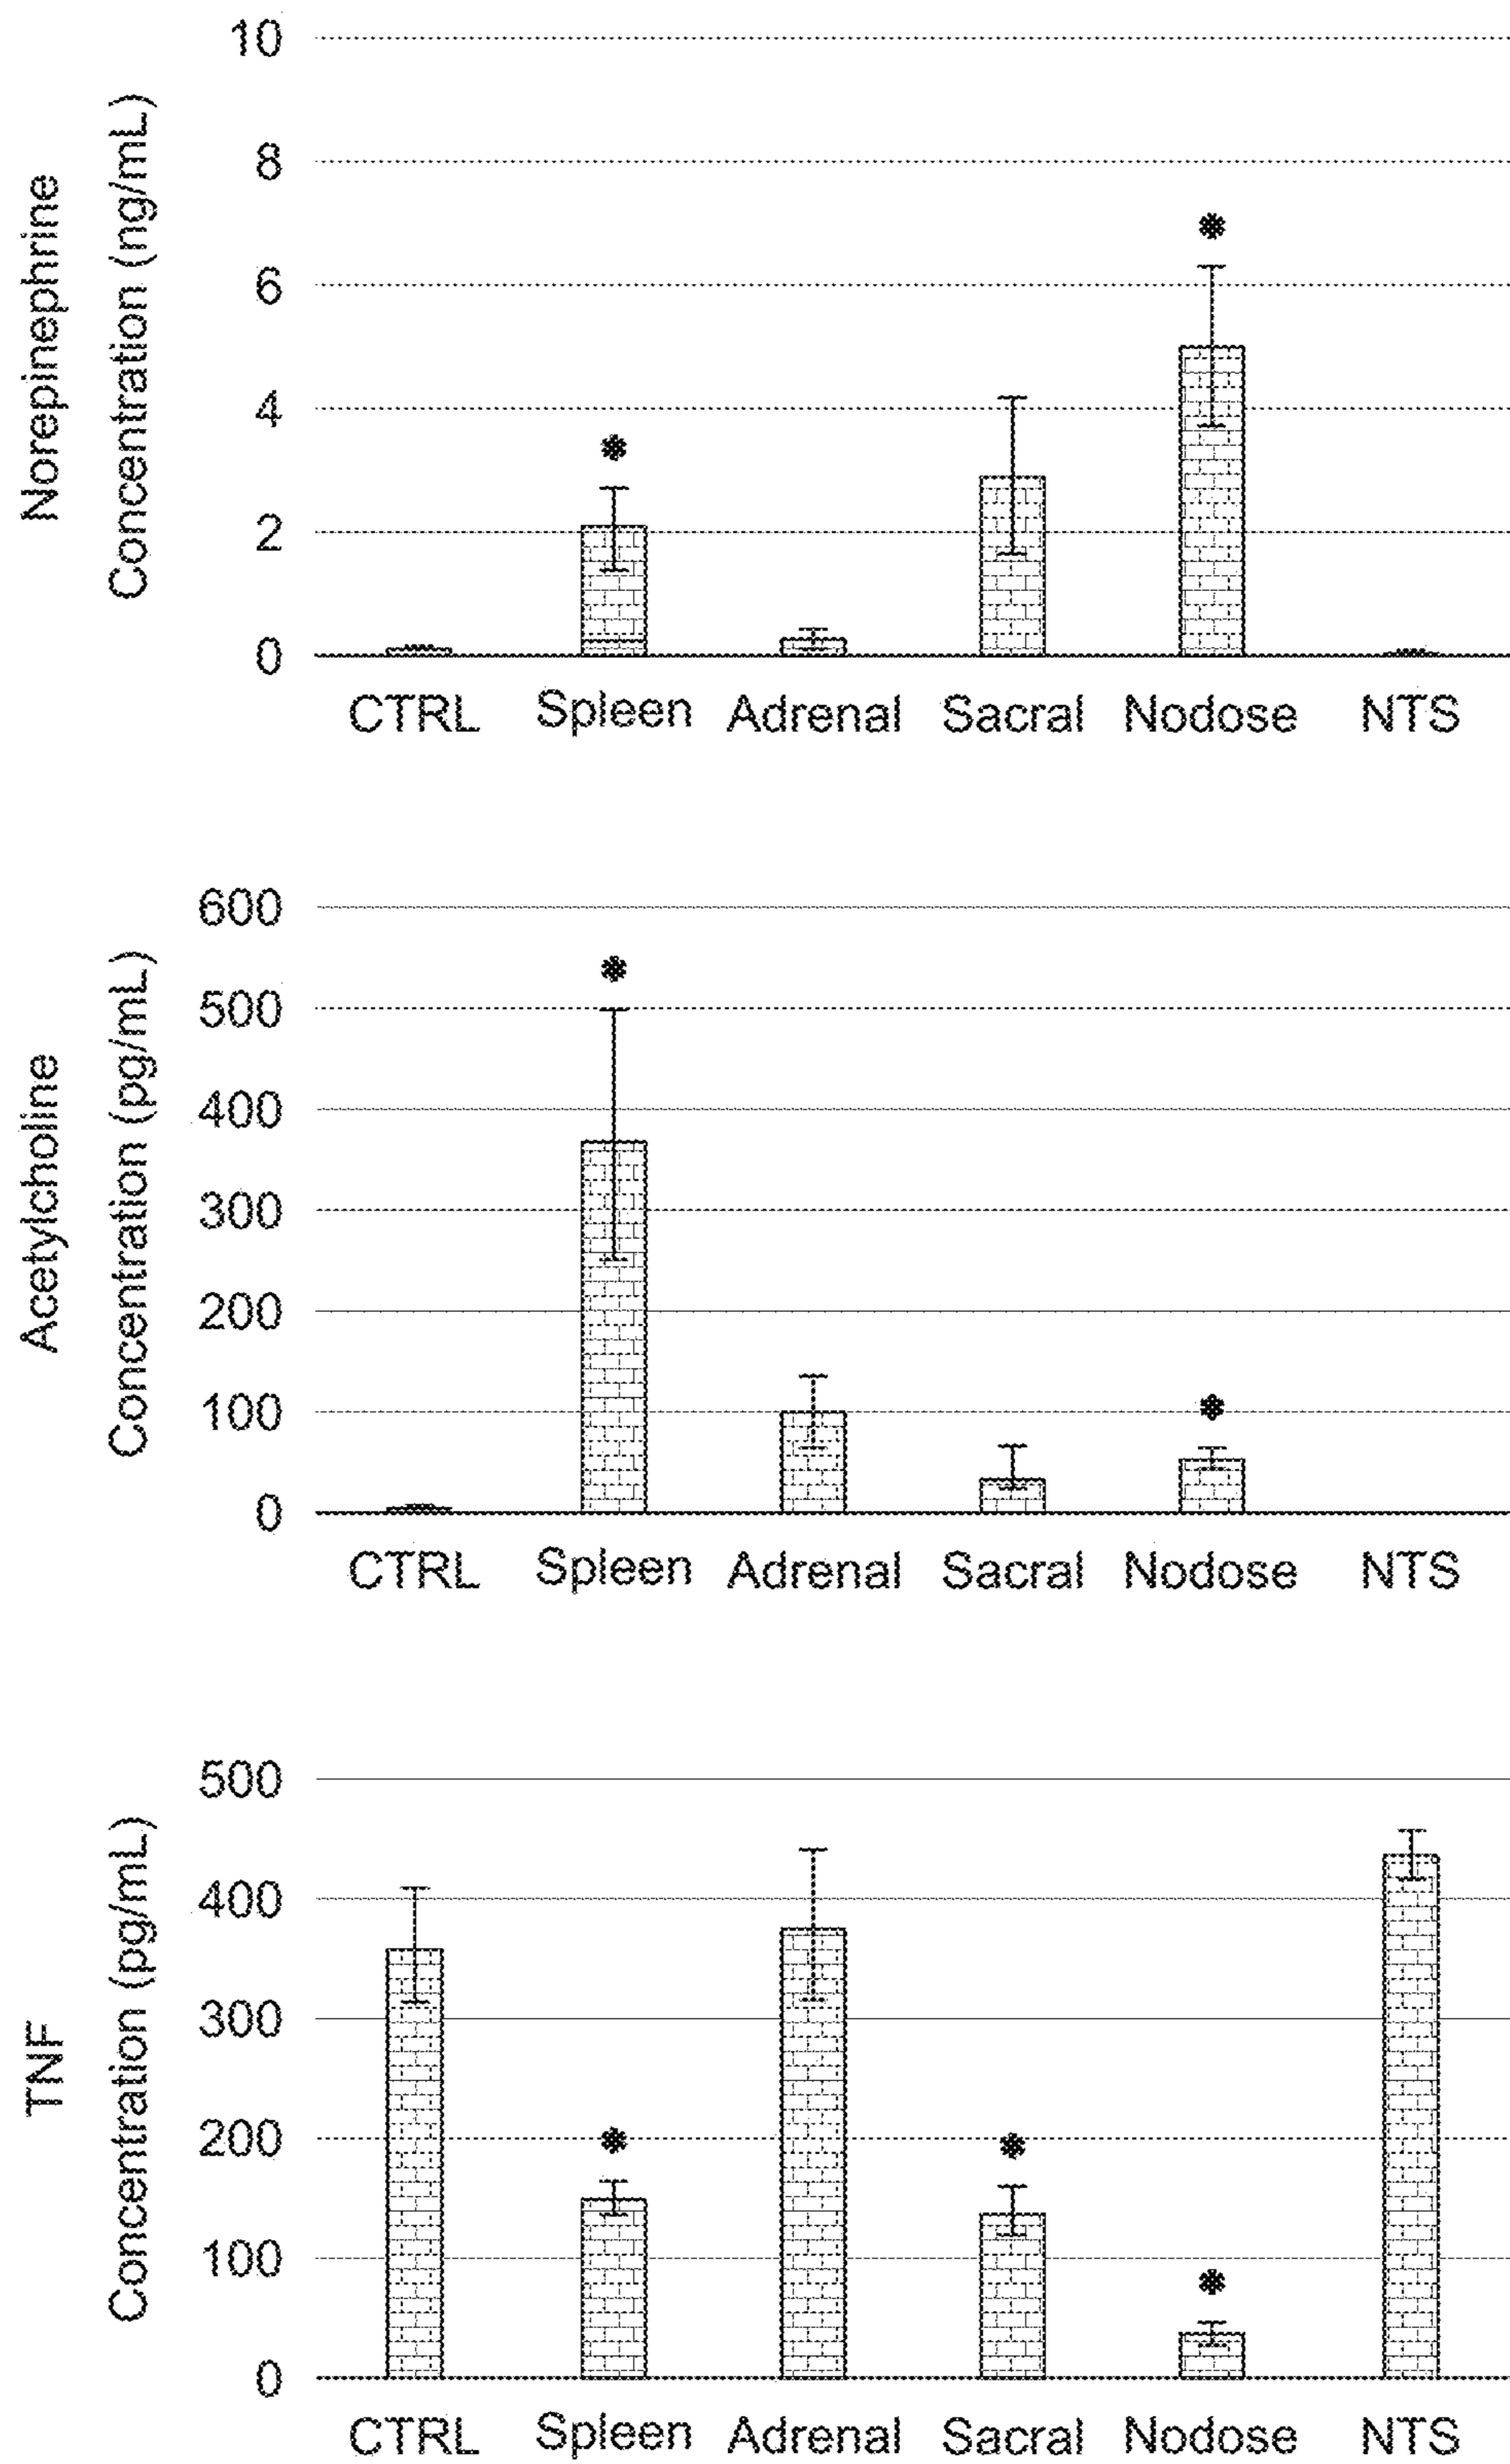 Norepinephrine
Concentration (ng/mL)
10
8
6
4
2
0
*
*
CTRL Spleen Adrenal Sacral Nodose NTS
Acetylcholine
Concentration (pg/mL)
600
500
400
300
200
100
0
*
*
CTRL Spleen Adrenal Sacral Nodose NTS
TNF
Concentration (pg/mL)
500
400
300
200
100
0
*
*
*
CTRL Spleen Adrenal Sacral Nodose NTS